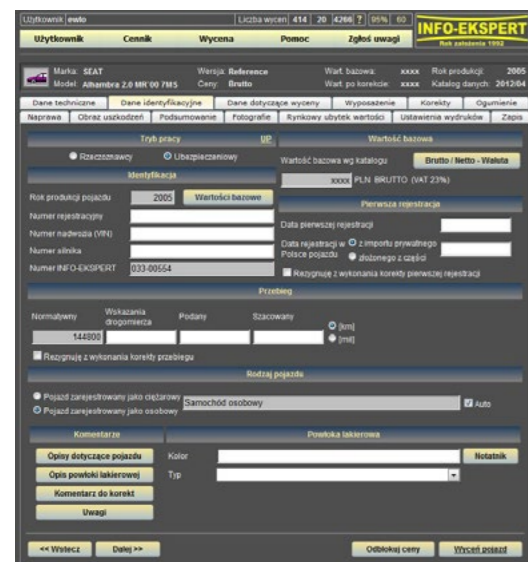 Użytkownik ewlo Liczba wycen 414 20 4266 ? 95% 60
INFO-EKSPERT
Rok założenia 1992
Użytkownik Cennik Wycena Pomoc Zgłoś uwagi
Marka: SEAT Wersja: Reference Wart. bazowa: xxxx Rok produkcji: 2005
Model: Alhambra 2.0 MR'00 7MS Ceny: Brutto Wart. po korekcie: xxxx Katalog danych: 2012/04
Dane techniczne Dane identyfikacyjne Dane dotyczące wyceny Wyposażenie Korekty Ogumienie
Naprawa Obraz uszkodzeń Podsumowanie Fotografie Rynkowy ubytek wartości Ustawienia wydruków Zapis
Tryb pracy UP Wartość bazowa
Rzeczoznawcy Ubezpieczeniowy
Wartość bazowa wg katalogu Brutto / Netto - Waluta
Identyfikacja
xxxx PLN BRUTTO (VAT 23%)
Rok produkcji pojazdu 2005 Wartości bazowe
Pierwsza rejestracja
Numer rejestracyjny
Data pierwszej rejestracji
Numer nadwozia (VIN)
Data rejestracji w Polsce pojazdu z importu prywatnego
złożonego z części
Numer silnika
Numer INFO-EKSPERT 033-00554
Rezygnuję z wykonania korekty pierwszej rejestracji
Przebieg
Normatywny Wskazania drogomierza Podany Szacowany
[km]
144800 [mil]
Rezygnuję z wykonania korekty przebiegu
Rodzaj pojazdu
Pojazd zarejestrowany jako ciężarowy
Pojazd zarejestrowany jako osobowy
Samochód osobowy Auto
Komentarze Powłoka lakierowa
Opisy dotyczące pojazdu Kolor Notatnik
Opis powłoki lakierowej Typ
Komentarz do korekt
Uwagi
<< Wstecz Dalej >> Odblokuj ceny Wyceń pojazd